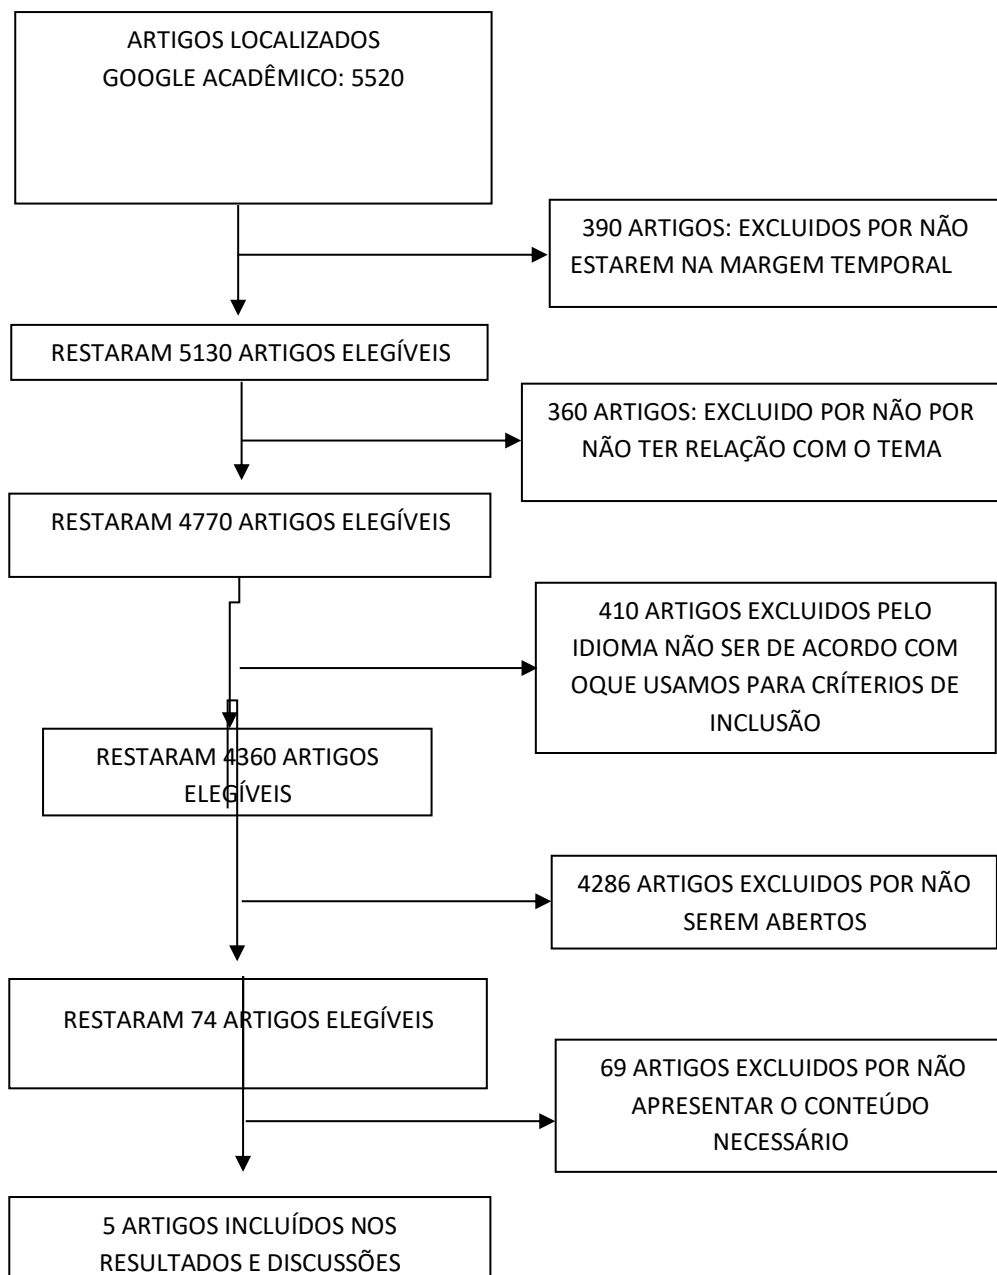 ARTIGOS LOCALIZADOS
GOOGLE ACADÊMICO: 5520
390 ARTIGOS: EXCLUIDOS POR NÃO
ESTAREM NA MARGEM TEMPORAL
RESTARAM 5130 ARTIGOS ELEGÍVEIS
360 ARTIGOS: EXCLUIDO POR NÃO POR
NÃO TER RELAÇÃO COM O TEMA
RESTARAM 4770 ARTIGOS ELEGÍVEIS
410 ARTIGOS EXCLUIDOS PELO
IDIOMA NÃO SER DE ACORDO COM
OQUE USAMOS PARA CRÍTERIOS DE
INCLUSÃO
RESTARAM 4360 ARTIGOS
ELEGÍVEIS
4286 ARTIGOS EXCLUIDOS POR NÃO
SEREM ABERTOS
RESTARAM 74 ARTIGOS ELEGÍVEIS
69 ARTIGOS EXCLUIDOS POR NÃO
APRESENTAR O CONTEÚDO
NECESSÁRIO
5 ARTIGOS INCLUÍDOS NOS
RESULTADOS E DISCUSSÕES